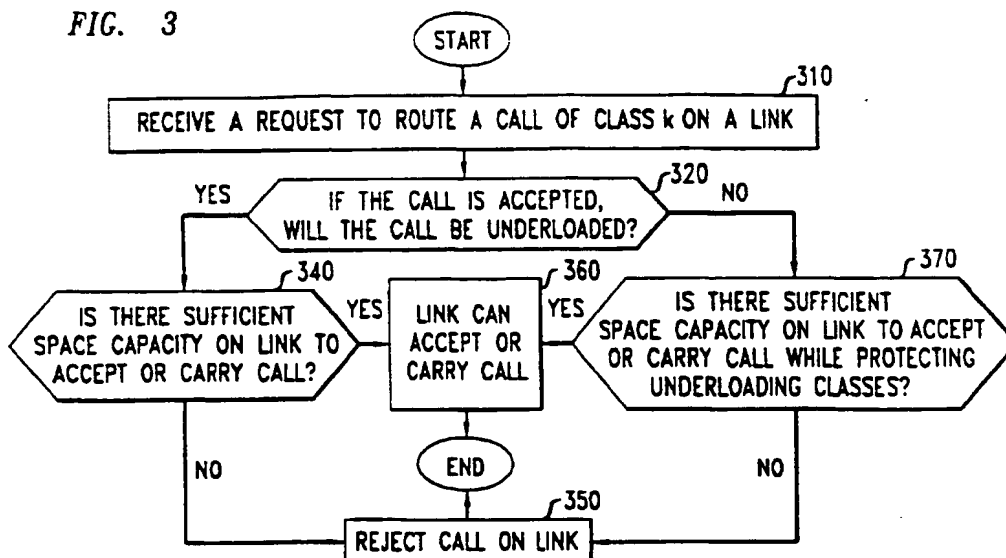 FIG. 3
START
310
RECEIVE A REQUEST TO ROUTE A CALL OF CLASS k ON A LINK
320
YES
IF THE CALL IS ACCEPTED,
WILL THE CALL BE UNDERLOADED?
NO
340
IS THERE SUFFICIENT
SPACE CAPACITY ON LINK TO
ACCEPT OR CARRY CALL?
YES
360
LINK CAN
ACCEPT OR
CARRY CALL
YES
370
IS THERE SUFFICIENT
SPACE CAPACITY ON LINK TO ACCEPT
OR CARRY CALL WHILE PROTECTING
UNDERLOADING CLASSES?
NO
END
NO
350
REJECT CALL ON LINK